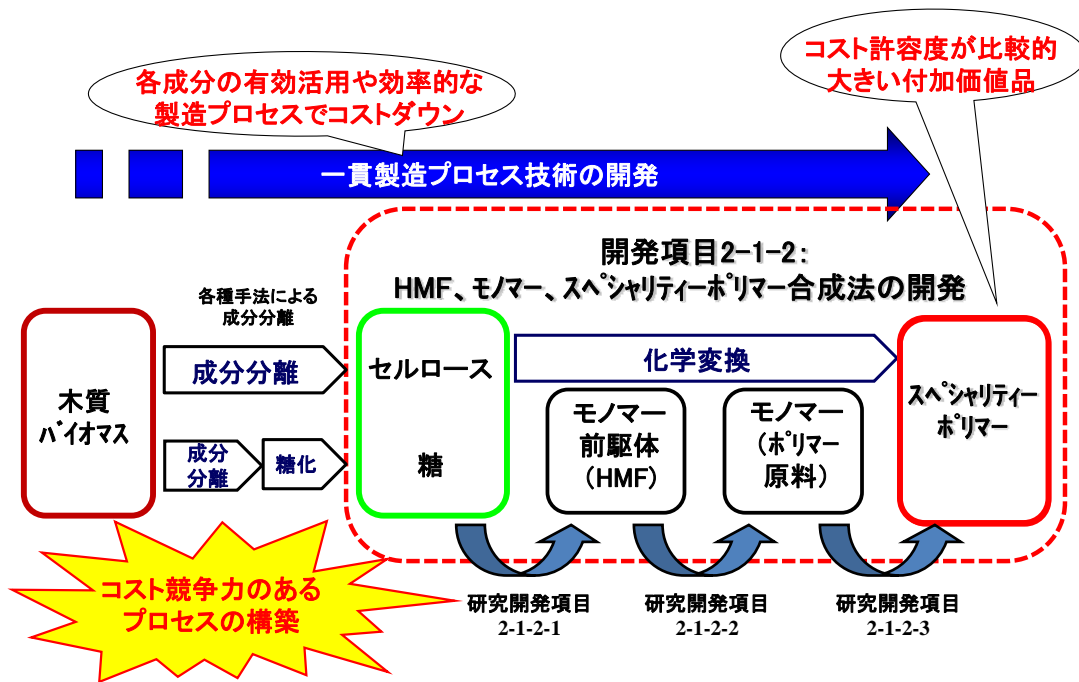 コスト許容度が比較的
大きい付加価値品
各成分の有効活用や効率的な
製造プロセスでコストダウン
一貫製造プロセス技術の開発
開発項目2-1-2:
HMF、モノマー、スペシャリティーポリマー合成法の開発
各種手法による
成分分離
木質
バイオマス
成分分離
成分
分離
糖化
セルロース
糖
化学変換
モノマー
前駆体
(HMF)
モノマー
(ポリマー
原料)
スペシャリティー
ポリマー
コスト競争力のある
プロセスの構築
研究開発項目
2-1-2-1
研究開発項目
2-1-2-2
研究開発項目
2-1-2-3